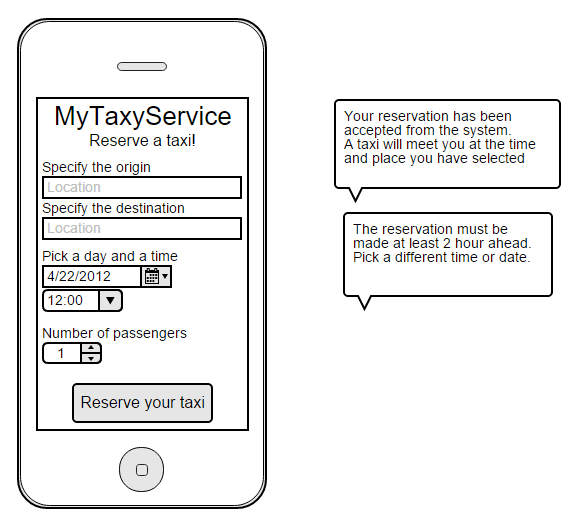 MyTaxyService
Reserve a taxi!
Specify the origin
Location
Specify the destination
Location
Pick a day and a time
4/22/2012
12:00
Number of passengers
1
Reserve your taxi
Your reservation has been
accepted from the system.
A taxi will meet you at the time
and place you have selected
The reservation must be
made at least 2 hour ahead.
Pick a different time or date.